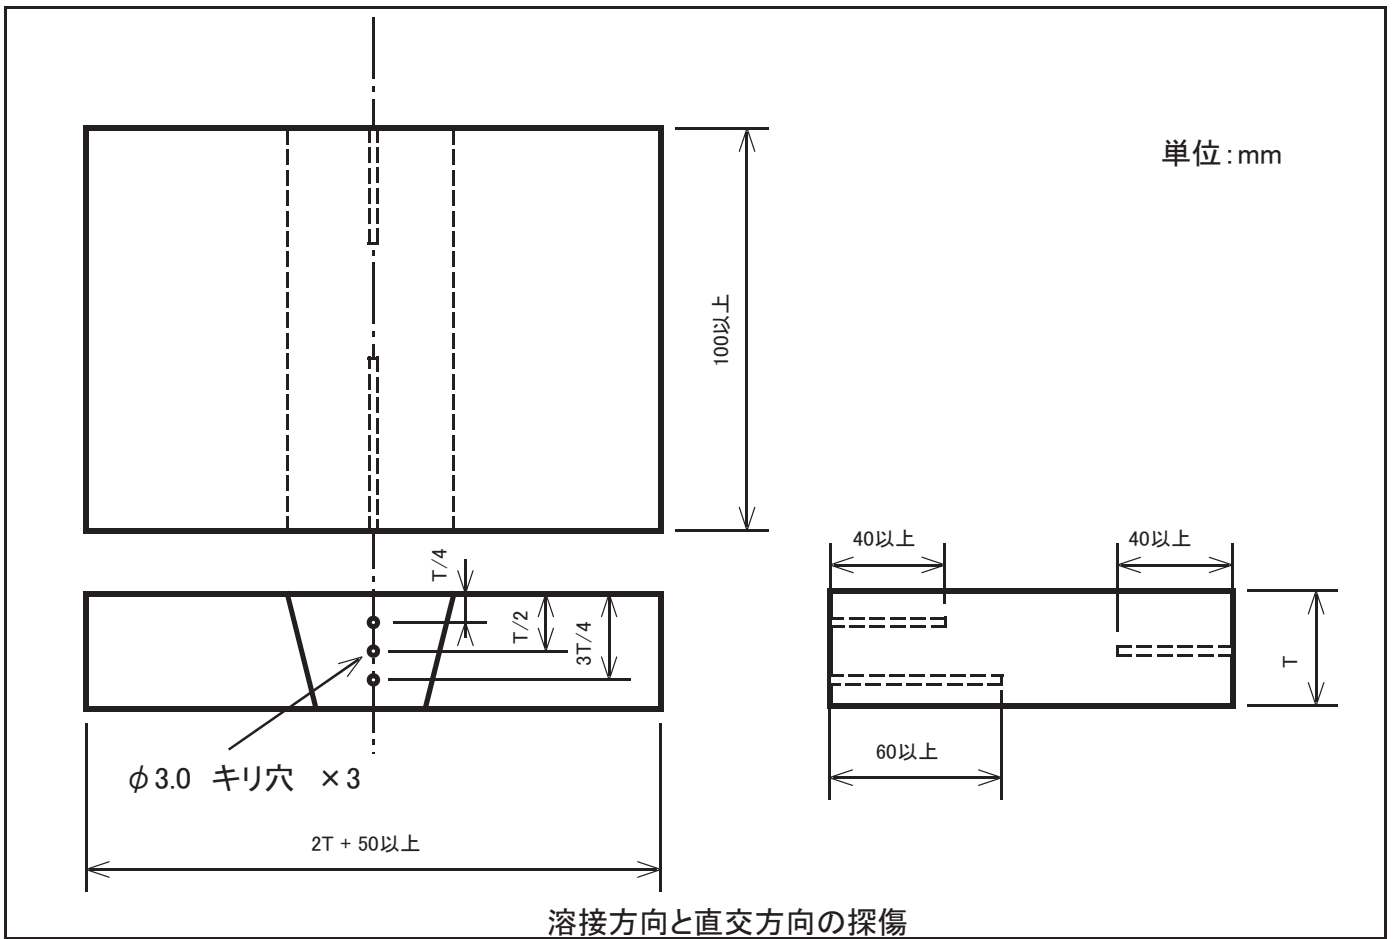 単位:mm
100以上
T/4
T/2
3T/4
40以上
40以上
T
60以上
φ3.0 キリ穴 ×3
2T + 50以上
溶接方向と直交方向の探傷